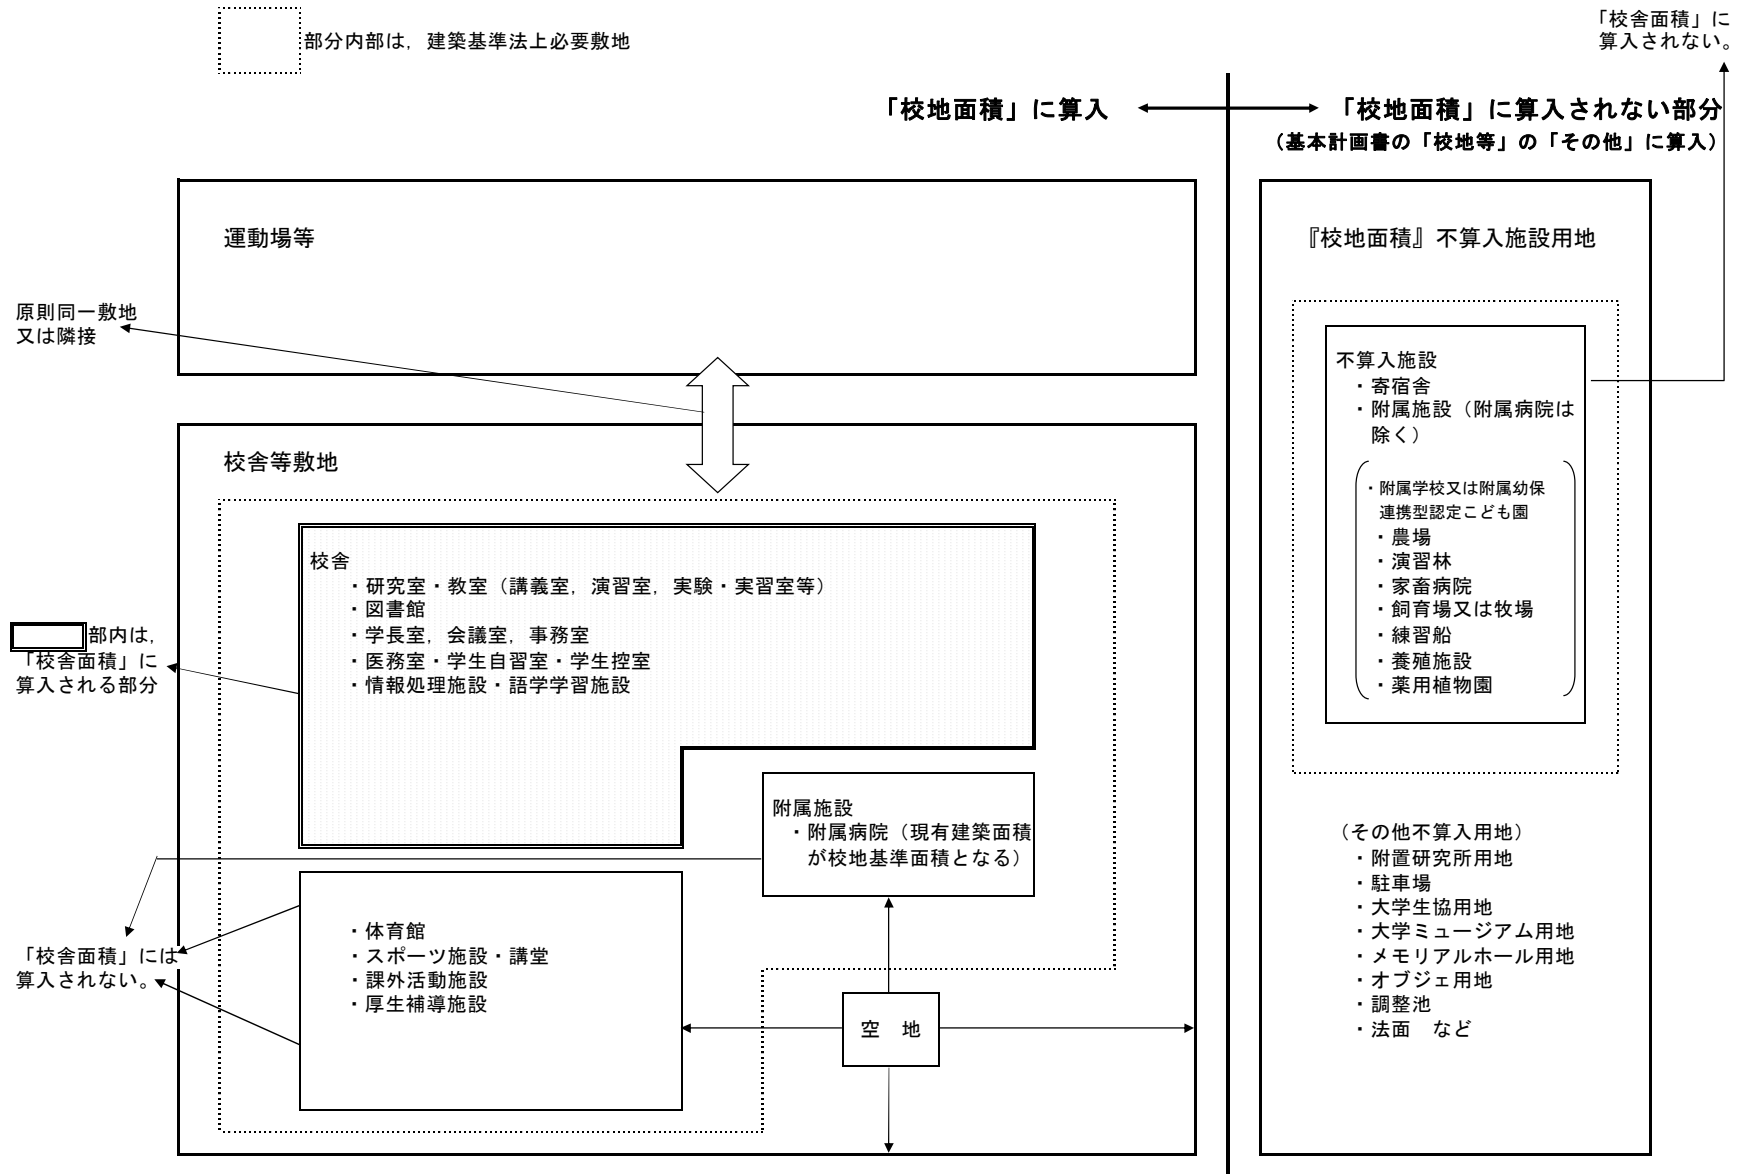 部分内部は，建築基準法上必要敷地
「校舎面積」に
算入されない。
「校地面積」に算入
「校地面積」に算入されない部分
（基本計画書の「校地等」の「その他」に算入）
運動場等
原則同一敷地
又は隣接
校舎等敷地
校舎
・研究室・教室（講義室，演習室，実験・実習室等）
・図書館
・学長室，会議室，事務室
・医務室・学生自習室・学生控室
・情報処理施設・語学学習施設
部内は，
「校舎面積」に
算入される部分
附属施設
・附属病院（現有建築面積
が校地基準面積となる）
・体育館
・スポーツ施設・講堂
・課外活動施設
・厚生補導施設
「校舎面積」には
算入されない。
空　地
『校地面積』不算入施設用地
不算入施設
・寄宿舎
・附属施設（附属病院は
除く）
・附属学校又は附属幼保
連携型認定こども園
・農場
・演習林
・家畜病院
・飼育場又は牧場
・練習船
・養殖施設
・薬用植物園
（その他不算入用地）
・附置研究所用地
・駐車場
・大学生協用地
・大学ミュージアム用地
・メモリアルホール用地
・オブジェ用地
・調整池
・法面　など